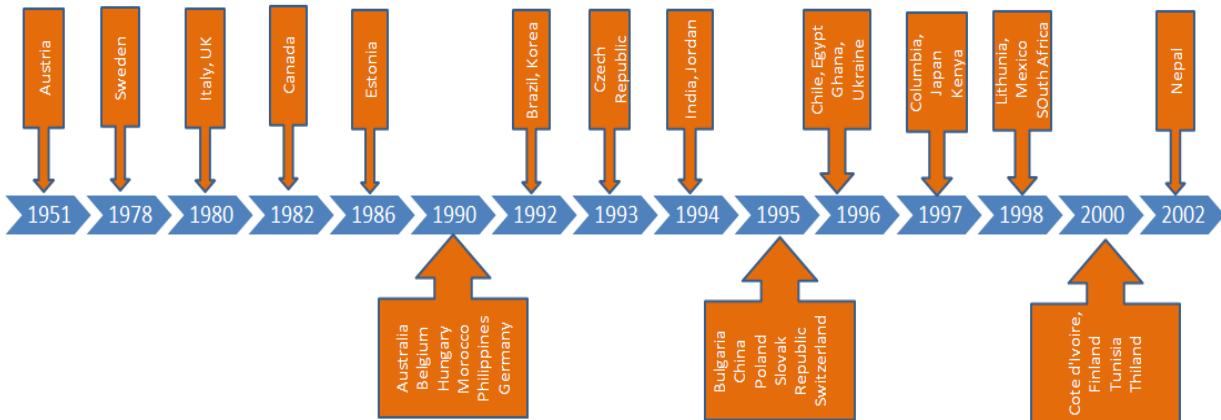 Austria
Sweden
Italy, UK
Canada
Estonia
Brazil, Korea
Czech
Republic
India, Jordan
Chile, Egypt
Ghana,
Ukraine
Columbia,
Japan
Kenya
Lithunia,
Mexico
SOuth Africa
Nepal
1951
1978
1980
1982
1986
1990
1992
1993
1994
1995
1996
1997
1998
2000
2002
Australia
Belgium
Hungary
Morocco
Philippines
Germany
Bulgaria
China
Poland
Slovak
Republic
Switzerland
Cote d'Ivoire,
Finland
Tunisia
Thiland